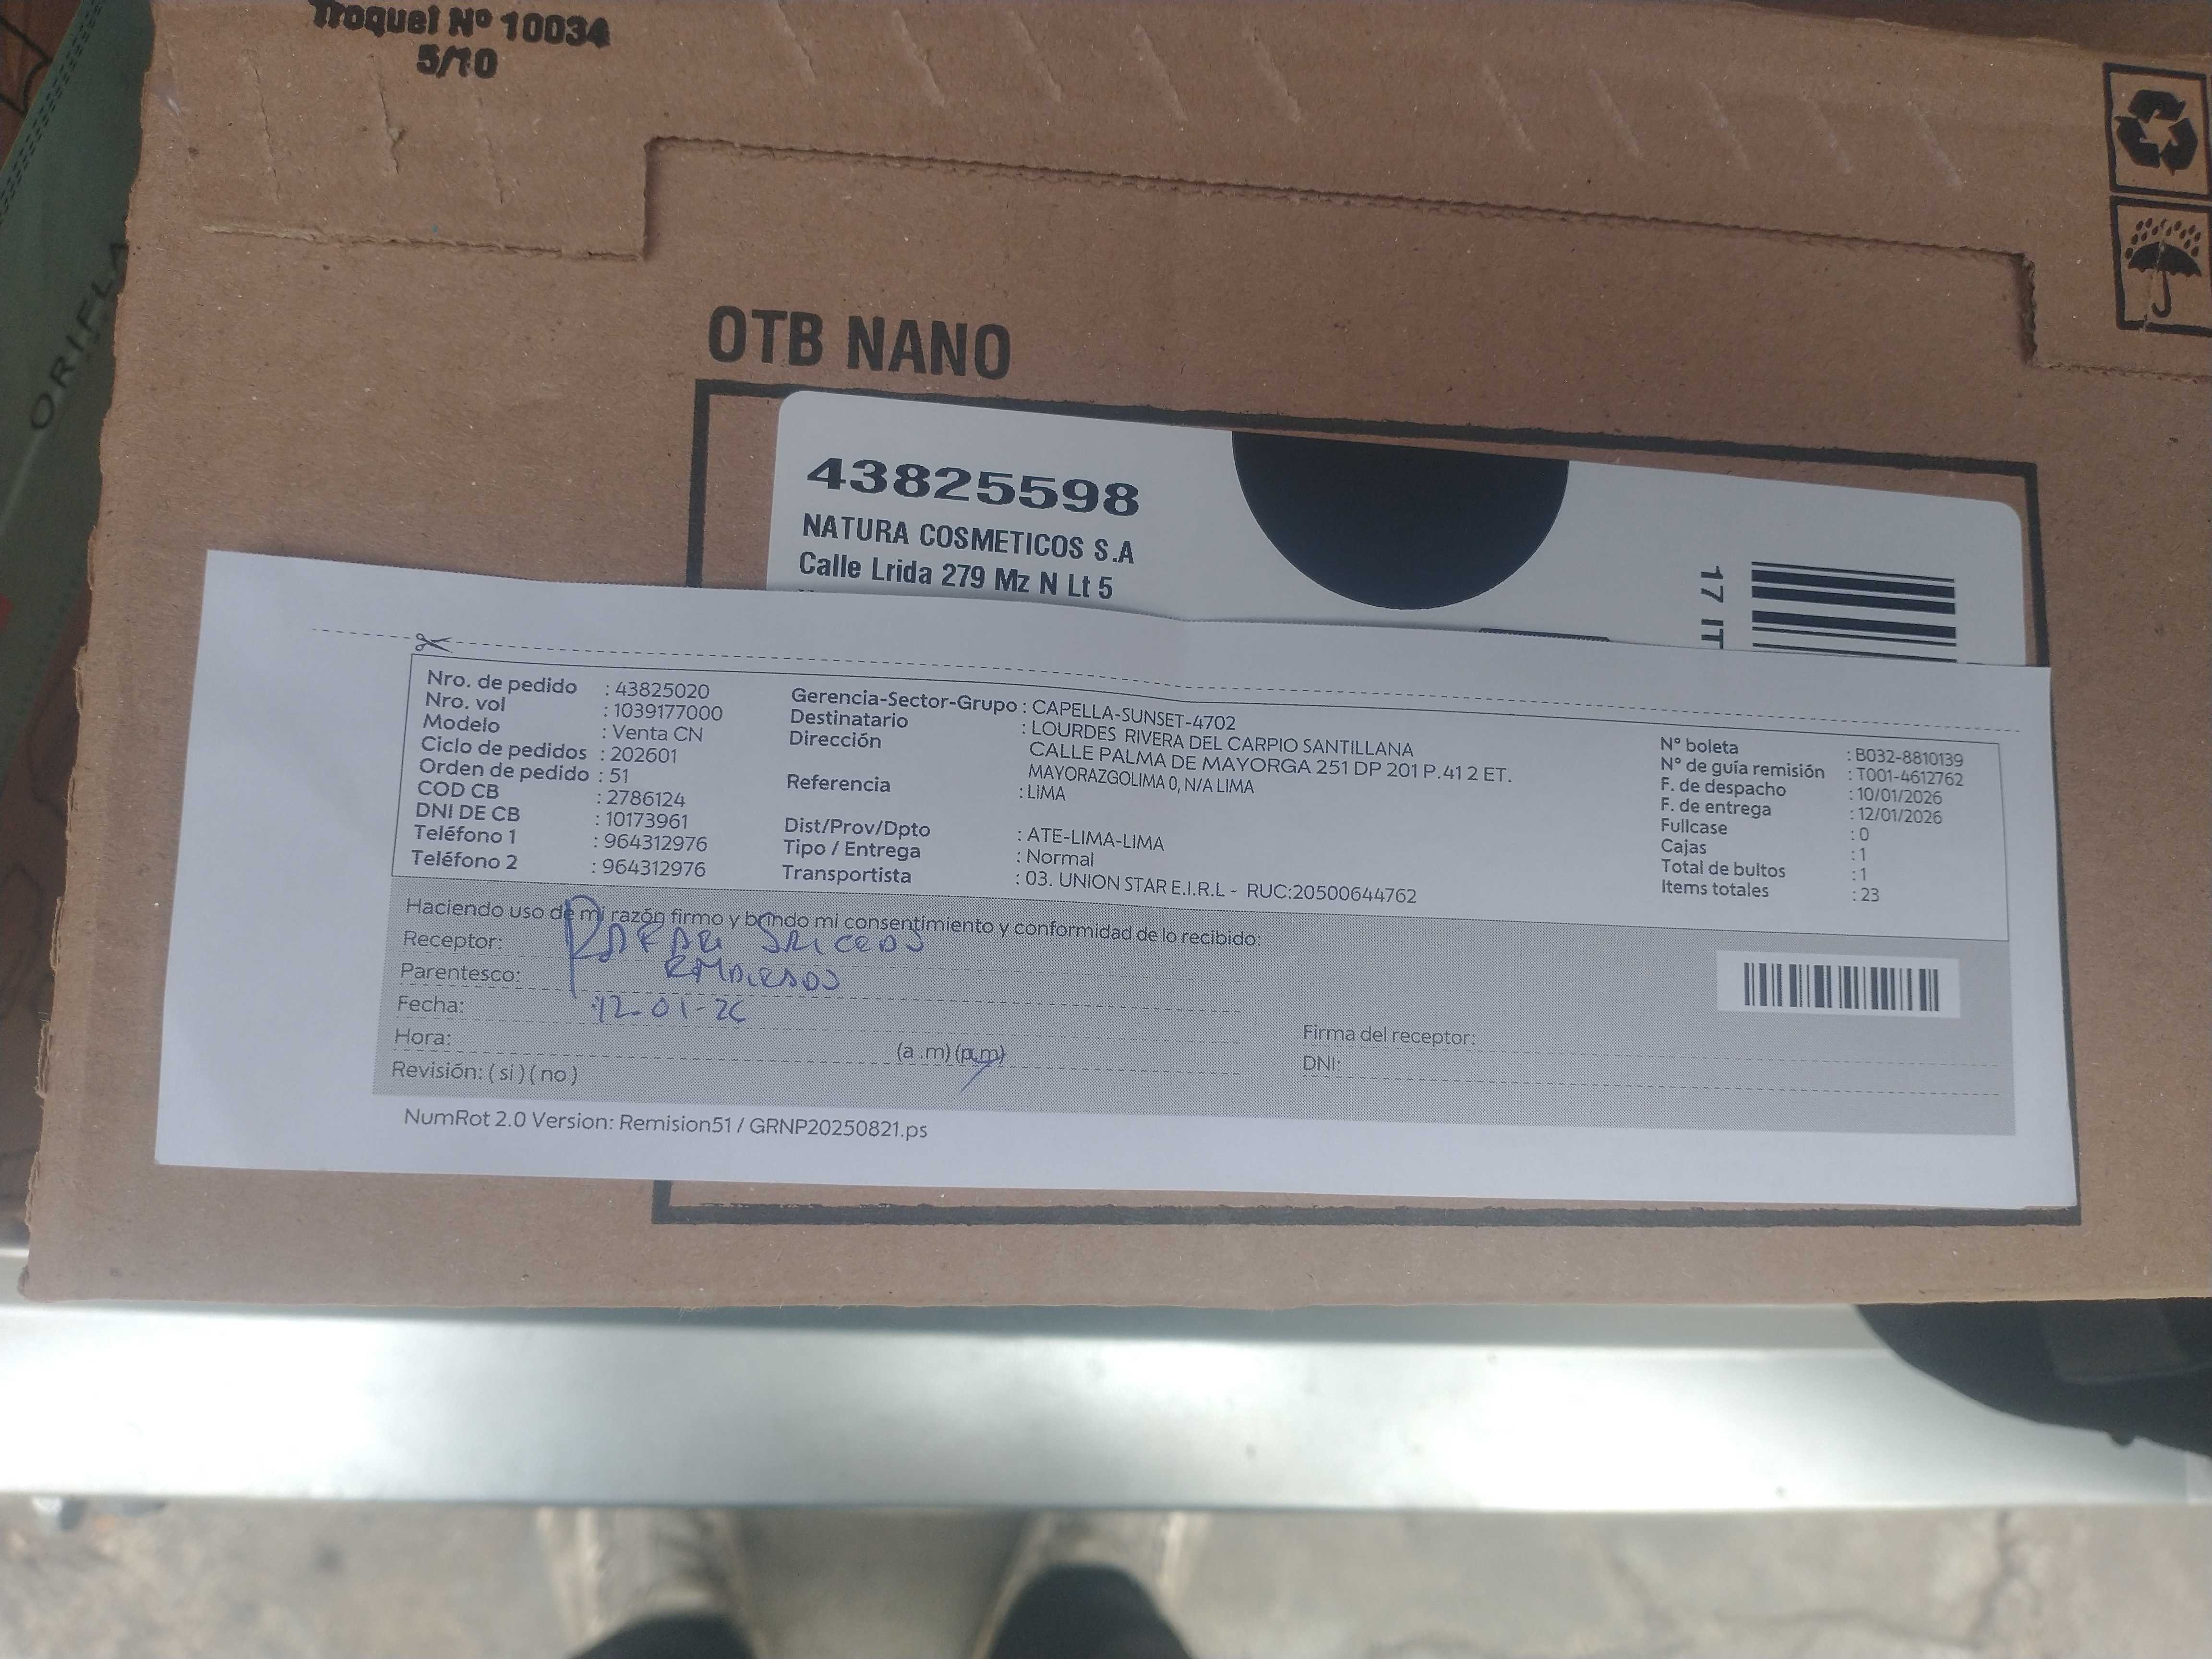 Troquel Nº 10034
5/10
ORIFLA
OTB NANO
43825598
NATURA COSMETICOS S.A
Calle Lrida 279 Mz N Lt 5
17 IT
Nro. de pedido : 43825020
Nro. vol : 1039177000
Modelo : Venta CN
Ciclo de pedidos : 202601
Orden de pedido : 51
COD CB : 2786124
DNI DE CB : 10173961
Teléfono 1 : 964312976
Teléfono 2 : 964312976
Gerencia-Sector-Grupo : CAPELLA-SUNSET-4702
Destinatario : LOURDES RIVERA DEL CARPIO SANTILLANA
Dirección CALLE PALMA DE MAYORGA 251 DP 201 P.41 2 ET.
MAYORAZGOLIMA 0, N/A LIMA
Referencia : LIMA
Dist/Prov/Dpto : ATE-LIMA-LIMA
Tipo / Entrega : Normal
Transportista : 03. UNION STAR E.I.R.L - RUC:20500644762
N° boleta : B032-8810139
N° de guía remisión : T001-4612762
F. de despacho : 10/01/2026
F. de entrega : 12/01/2026
Fullcase : 0
Cajas : 1
Total de bultos : 1
Items totales : 23
Haciendo uso de mi razón firmo y brindo mi consentimiento y conformidad de lo recibido:
Receptor:
Parentesco:
Fecha: 12-01-26
Hora: (a .m) (p.m)
Revisión: ( si ) ( no )
Firma del receptor:
DNI:
NumRot 2.0 Version: Remision51 / GRNP20250821.ps